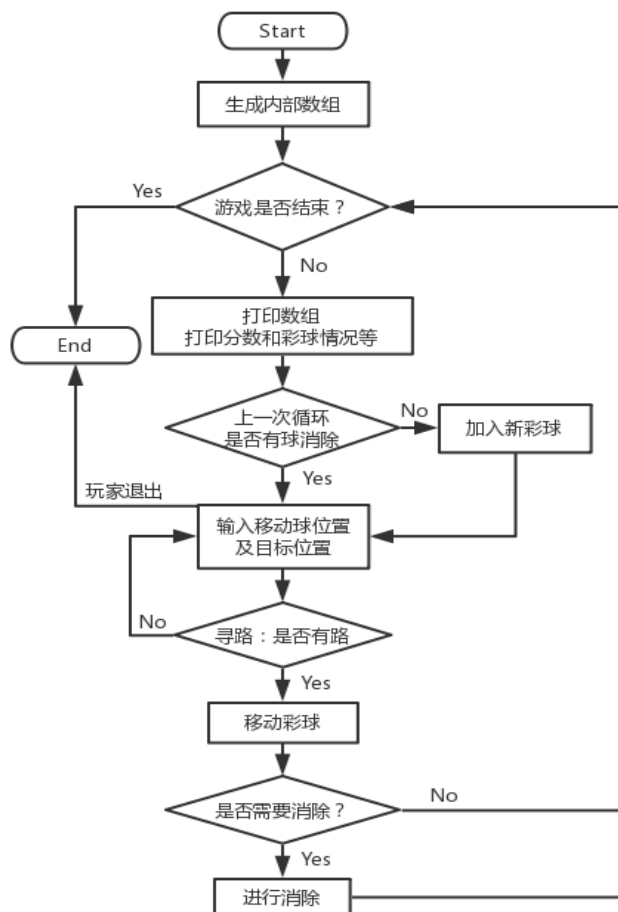 Start
生成内部数组
Yes
游戏是否结束？
No
打印数组
打印分数和彩球情况等
End
上一次循环
是否有球消除
No
加入新彩球
Yes
玩家退出
输入移动球位置
及目标位置
No
寻路：是否有路
Yes
移动彩球
是否需要消除？
No
Yes
进行消除